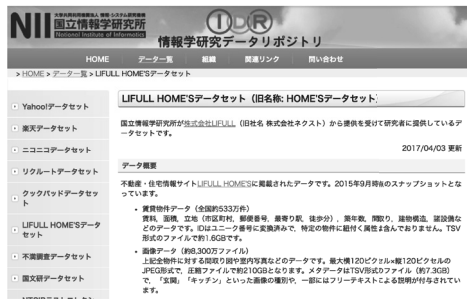 NII 大学共同利用機関法人 情報・システム研究機構
国立情報学研究所
National Institute of Informatics
IDR
情報学研究データリポジトリ
HOME データ一覧 組織 関連リンク 問い合わせ
> HOME > データ一覧 > LIFULL HOME'Sデータセット
Yahoo!データセット
楽天データセット
ニコニコデータセット
リクルートデータセット
クックパッドデータセッ
ト
LIFULL HOME'Sデータ
セット
不満調査データセット
国文研データセット
LIFULL HOME'Sデータセット（旧名称: HOME'Sデータセット）
国立情報学研究所が株式会社LIFULL（旧社名 株式会社ネクスト）から提供を受けて研究者に提供しているデ
ータセットです。
2017/04/03 更新
データ概要
不動産・住宅情報サイトLIFULL HOME'Sに掲載されたデータです。2015年9月時点のスナップショットとな
っています。
• 賃貸物件データ（全国約533万件）
賃料，面積，立地（市区町村，郵便番号，最寄り駅，徒歩分），築年数，間取り，建物構造，諸設備な
どのデータです。IDはユニーク番号に変換済みで，特定の物件に紐付く属性は含んでおりません。TSV
形式のファイルで約1.6GBです。
• 画像データ（約8,300万ファイル）
上記全物件に対する間取り図や室内写真などのデータです。最大横120ピクセル×縦120ピクセルの
JPEG形式で，圧縮ファイルで約210GBとなります。メタデータはTSV形式のファイル（約7.3GB）
で，「玄関」「キッチン」といった画像の種別や，一部にはフリーテキストによる説明が付与されてい
ます。